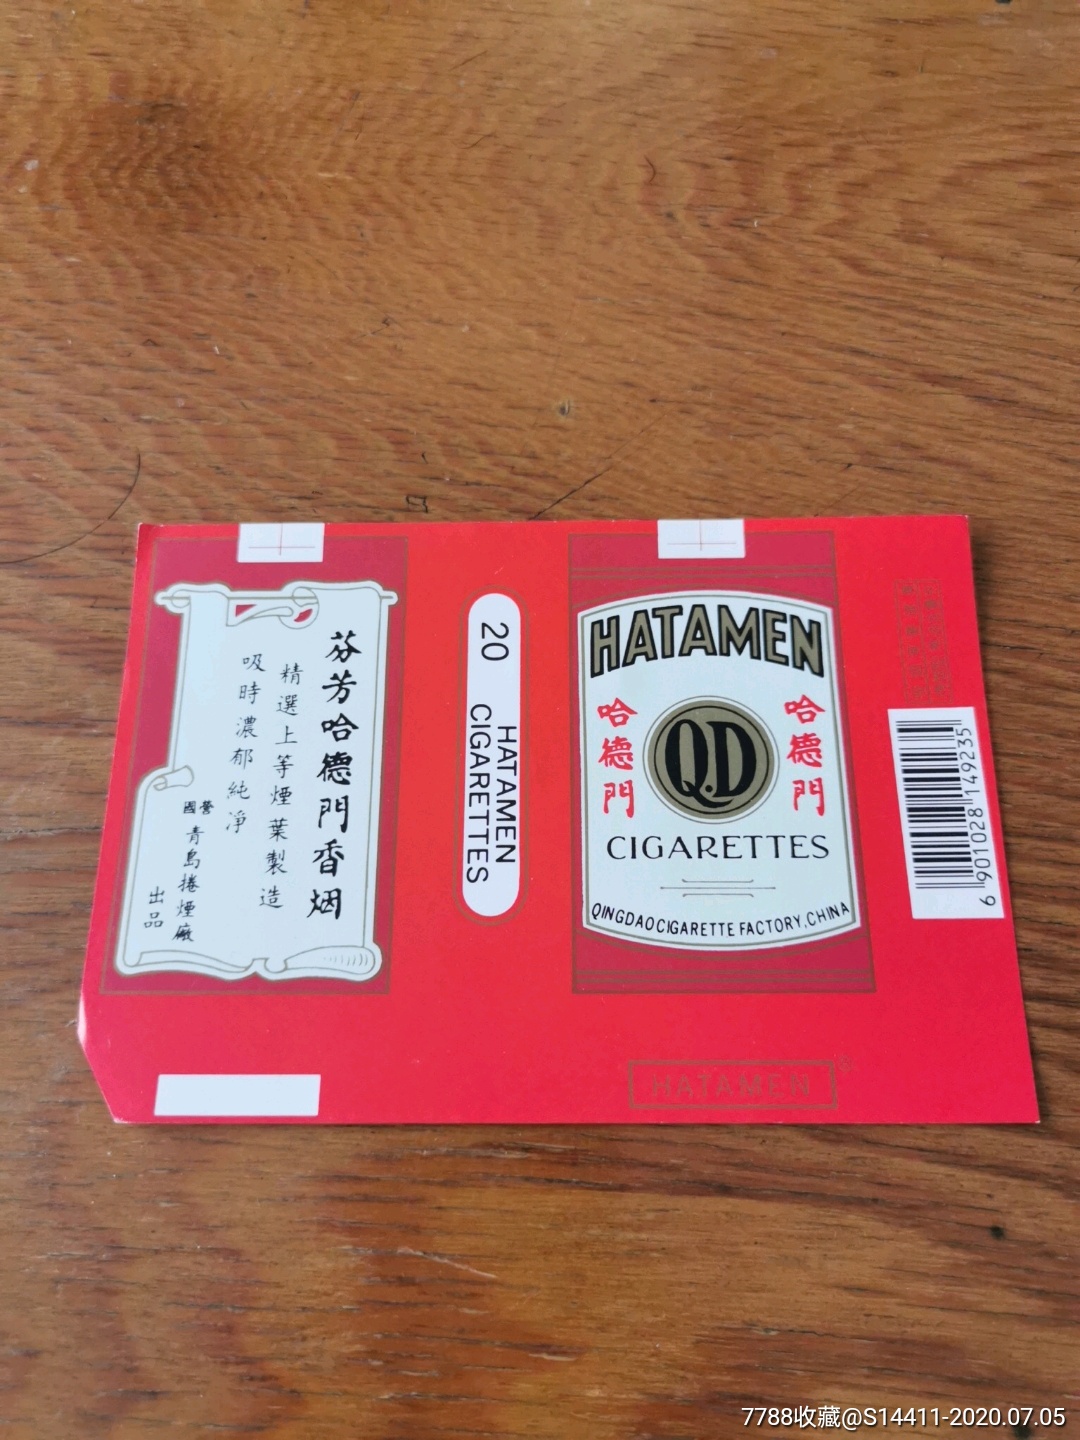 芬芳哈德門香烟
精選上等煙葉製造
吸時濃郁純淨
國營
青島捲煙廠
出品
20
HATAMEN
CIGARETTES
HATAMEN
哈德門
哈德門
Q.D
CIGARETTES
QINGDAO CIGARETTE FACTORY, CHINA
HATAMEN
6 901028 149235
7788收藏@S14411-2020.07.05